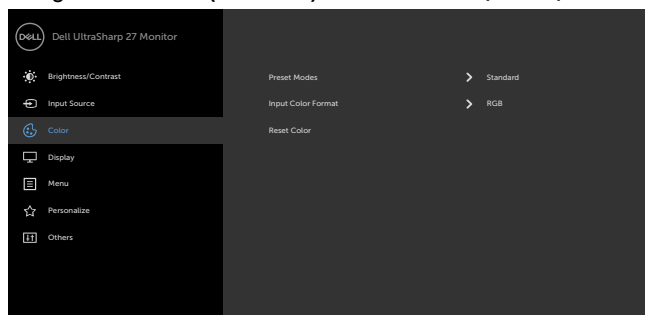 DELL Dell UltraSharp 27 Monitor
Brightness/Contrast
Preset Modes Standard
Input Source
Input Color Format RGB
Color
Reset Color
Display
Menu
Personalize
Others